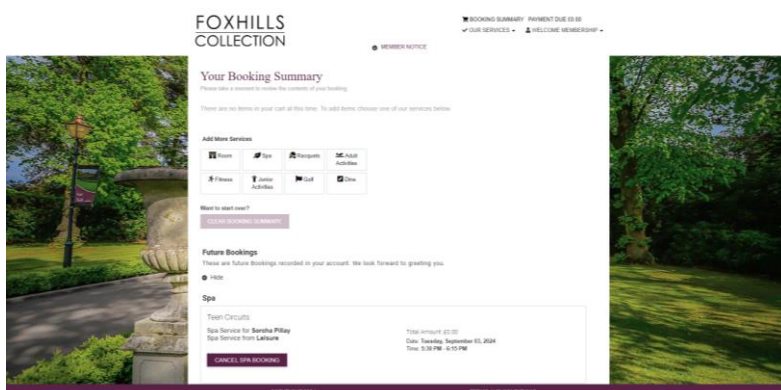 FOXHILLS
COLLECTION
BOOKING SUMMARY PAYMENT DUE £0.00
OUR SERVICES WELCOME MEMBERSHIP
MEMBER NOTICE
Your Booking Summary
Please take a moment to review the contents of your booking.
There are no items in your cart at this time. To add items choose one of our services below.
Add More Services
Room Spa Racquets Adult Activities
Fitness Junior Activities Golf Dine
Want to start over?
CLEAR BOOKING SUMMARY
Future Bookings
These are future Bookings recorded in your account. We look forward to greeting you.
Hide
Spa
Teen Circuits
Spa Service for Sorcha Pillay
Spa Service from Leisure
Total Amount £0.00
Date: Tuesday, September 03, 2024
Time: 5:30 PM - 6:15 PM
CANCEL SPA BOOKING